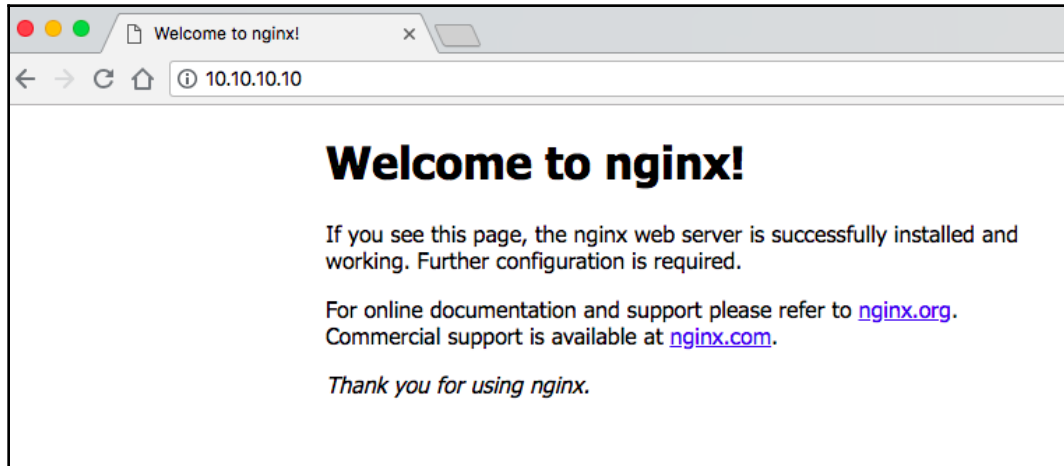 Welcome to nginx!
10.10.10.10
Welcome to nginx!
If you see this page, the nginx web server is successfully installed and
working. Further configuration is required.
For online documentation and support please refer to nginx.org.
Commercial support is available at nginx.com.
Thank you for using nginx.